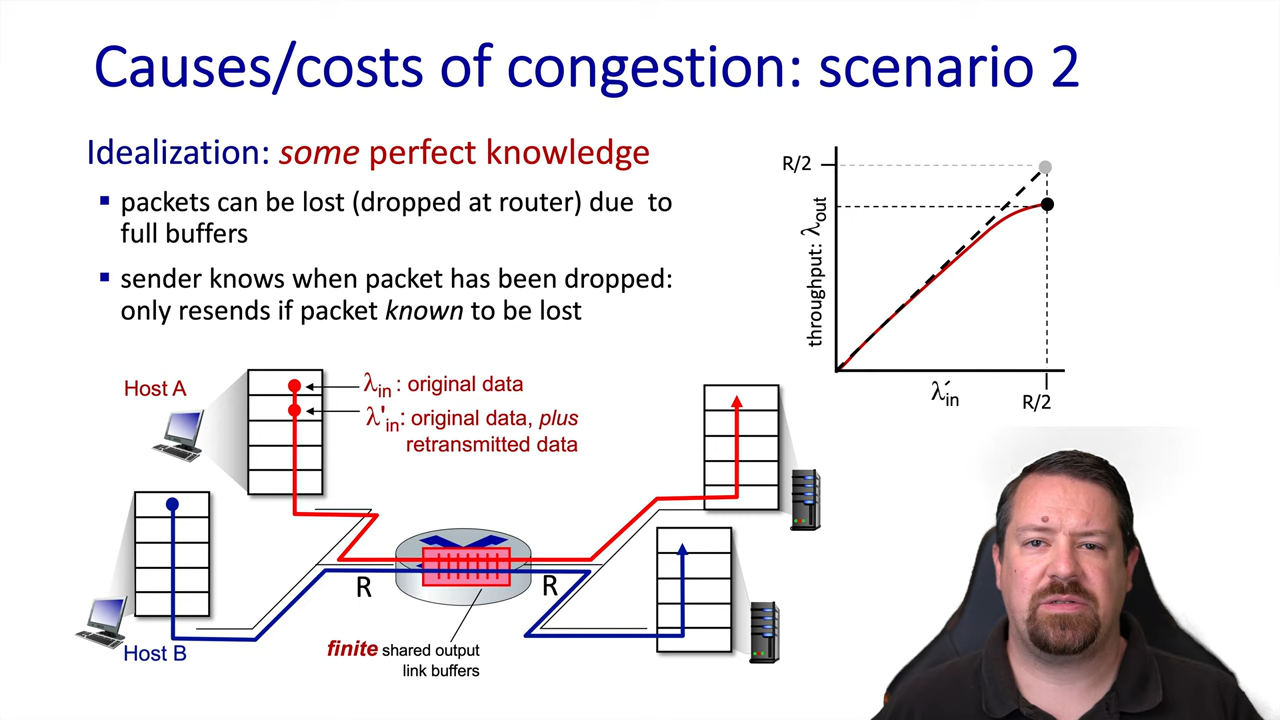 Causes/costs of congestion: scenario 2
Idealization: some perfect knowledge
▪ packets can be lost (dropped at router) due to
full buffers
▪ sender knows when packet has been dropped:
only resends if packet known to be lost
R/2
throughput: λout
λ′in
R/2
Host A
λin : original data
λ'in: original data, plus
retransmitted data
R
R
Host B
finite shared output
link buffers